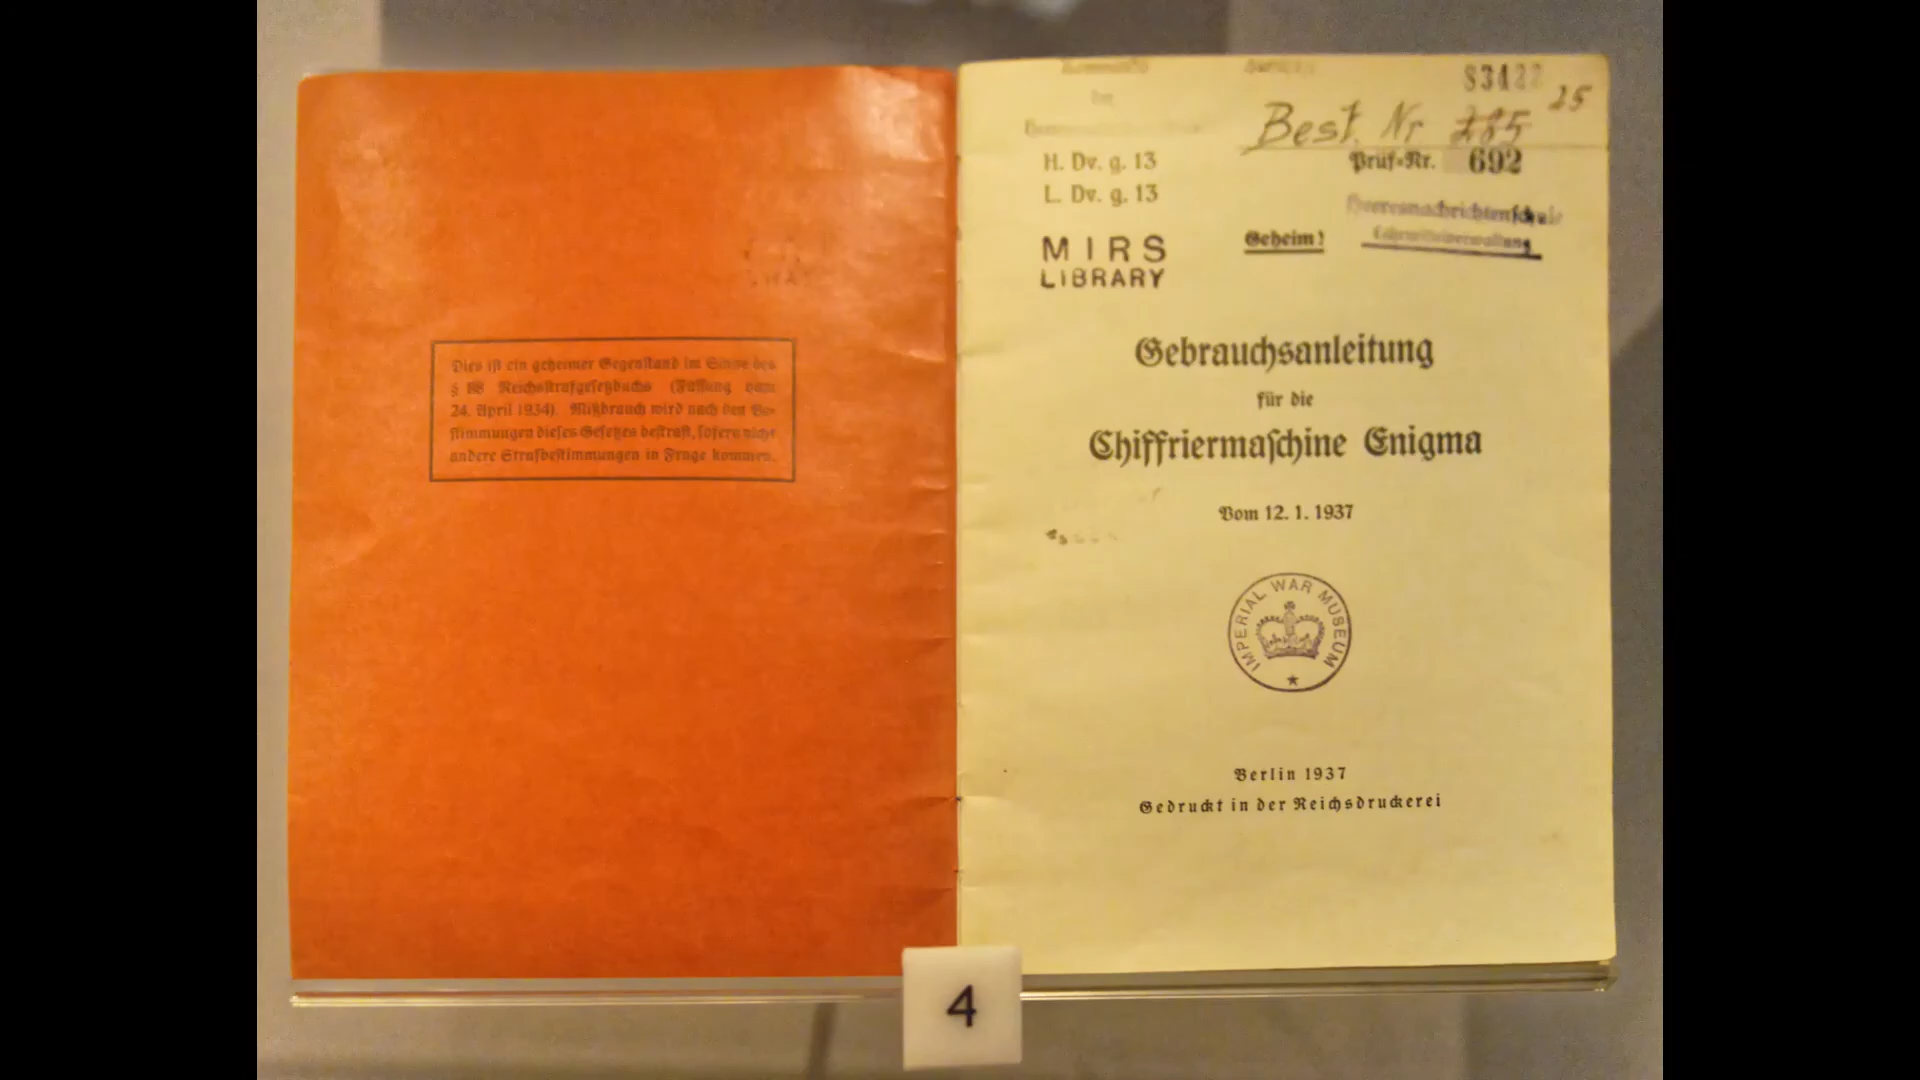 Dies ist ein geheimer Gegenstand im Sinne des
§ 88 Reichsstrafgesetzbuchs (Fassung vom
24. April 1934). Mißbrauch wird nach den Be-
stimmungen dieses Gesetzes bestraft, sofern nicht
andere Strafbestimmungen in Frage kommen.
Best. Nr 285 25
H. Dv. g. 13
Prüf-Nr. 692
L. Dv. g. 13
Heeresnachrichtenschule
Lehrmittelverwaltung
Geheim!
MIRS
LIBRARY
Gebrauchsanleitung
für die
Chiffriermaschine Enigma
Vom 12. 1. 1937
IMPERIAL WAR MUSEUM
Berlin 1937
Gedruckt in der Reichsdruckerei
4